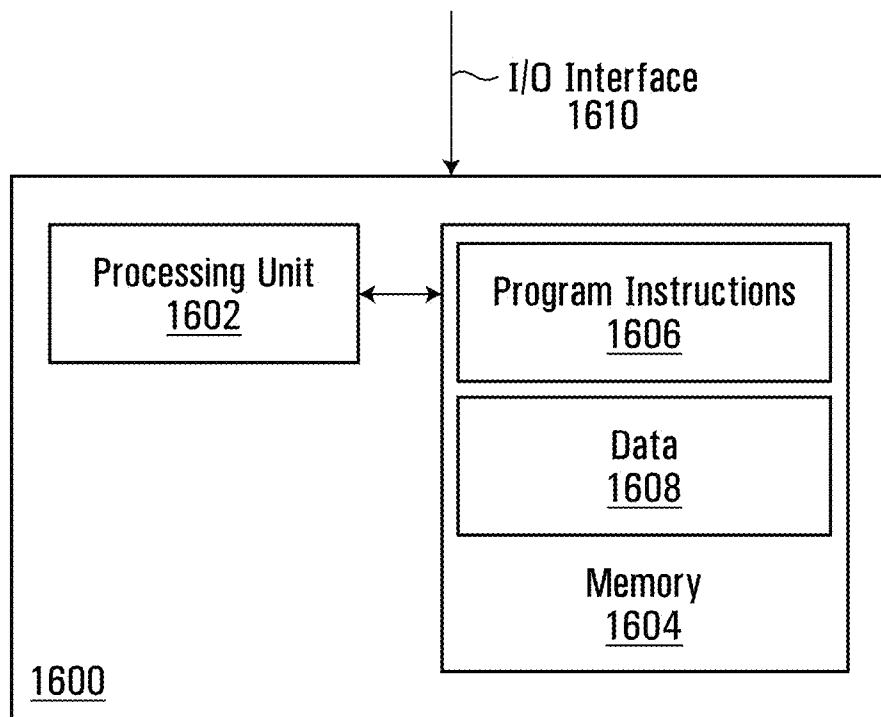 I/O Interface
1610
Processing Unit
1602
Program Instructions
1606
Data
1608
Memory
1604
1600